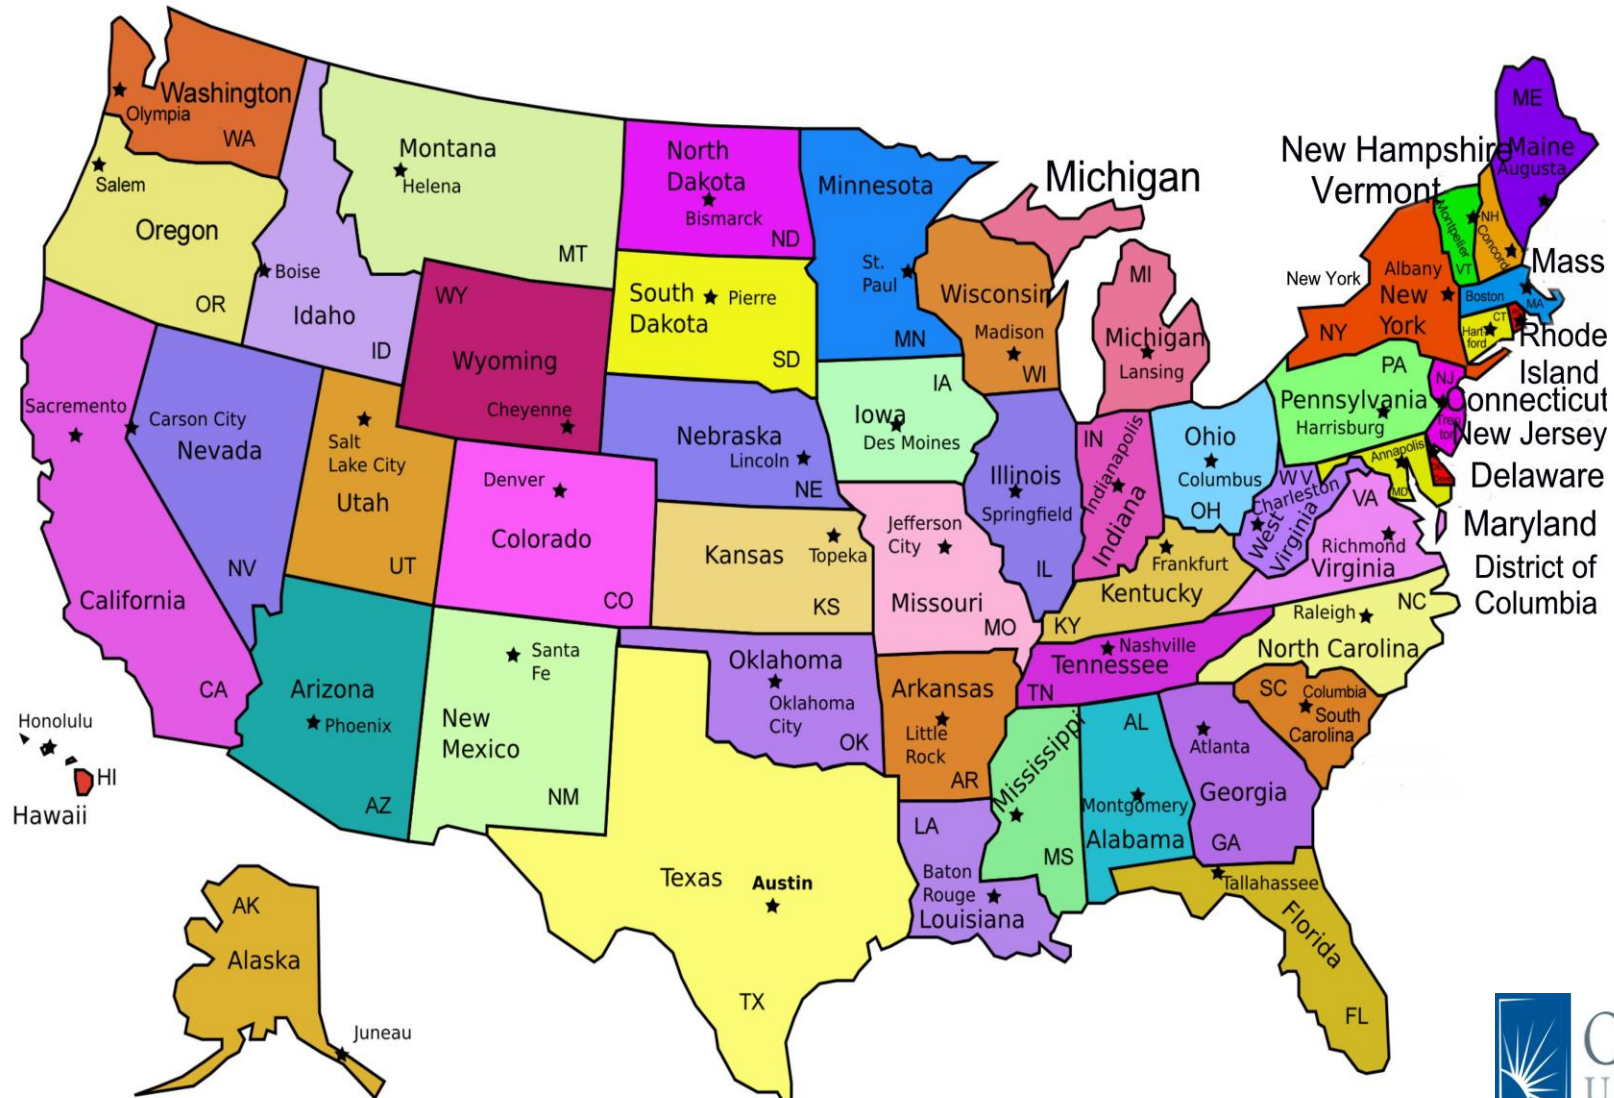 Washington
Olympia
WA
Salem
Oregon
OR
Boise
Idaho
ID
Montana
Helena
MT
North
Dakota
Bismarck
ND
Minnesota
St.
Paul
MN
Michigan
MI
Michigan
Lansing
Wisconsin
Madison
WI
South
Dakota
Pierre
SD
WY
Wyoming
Cheyenne
Sacremento
California
CA
Carson City
Nevada
NV
Salt
Lake City
Utah
UT
Denver
Colorado
CO
Nebraska
Lincoln
NE
IA
Iowa
Des Moines
Kansas
Topeka
KS
Jefferson
City
Missouri
MO
Illinois
Springfield
IL
IN
Indianapolis
Indiana
Ohio
Columbus
OH
Frankfurt
Kentucky
KY
Nashville
Tennessee
TN
WV
Charleston
West
Virginia
VA
Richmond
Virginia
Raleigh
NC
North Carolina
SC
Columbia
South
Carolina
Atlanta
Georgia
GA
AL
Montgomery
Alabama
Mississippi
MS
Arkansas
Little
Rock
AR
LA
Baton
Rouge
Louisiana
Oklahoma
Oklahoma
City
OK
Santa
Fe
New
Mexico
NM
Arizona
Phoenix
AZ
Texas
Austin
TX
Tallahassee
Florida
FL
Honolulu
HI
Hawaii
AK
Alaska
Juneau
ME
Maine
Augusta
New Hampshire
Vermont
Montpelier
VT
NH
Concord
Mass
Boston
MA
New York
Albany
New
York
NY
Hart-
ford
CT
Rhode
Island
Connecticut
PA
Pennsylvania
Harrisburg
NJ
Tren
ton
New Jersey
Annapolis
MD
Delaware
Maryland
District of
Columbia